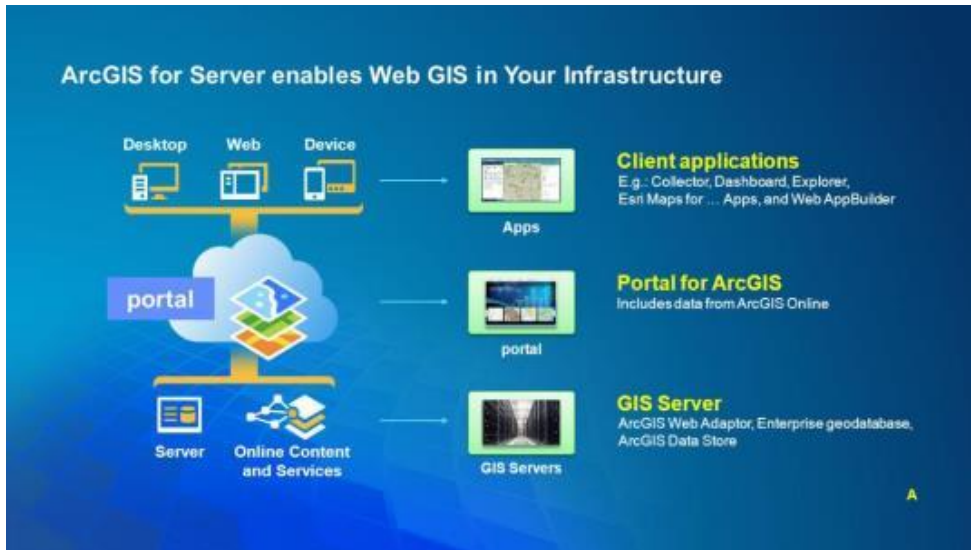 ArcGIS for Server enables Web GIS in Your Infrastructure
Desktop Web Device
Apps
Client applications
E.g.: Collector, Dashboard, Explorer,
Esri Maps for ... Apps, and Web AppBuilder
portal
portal
Portal for ArcGIS
Includes data from ArcGIS Online
Server
Online Content
and Services
GIS Servers
GIS Server
ArcGIS Web Adaptor, Enterprise geodatabase,
ArcGIS Data Store
A